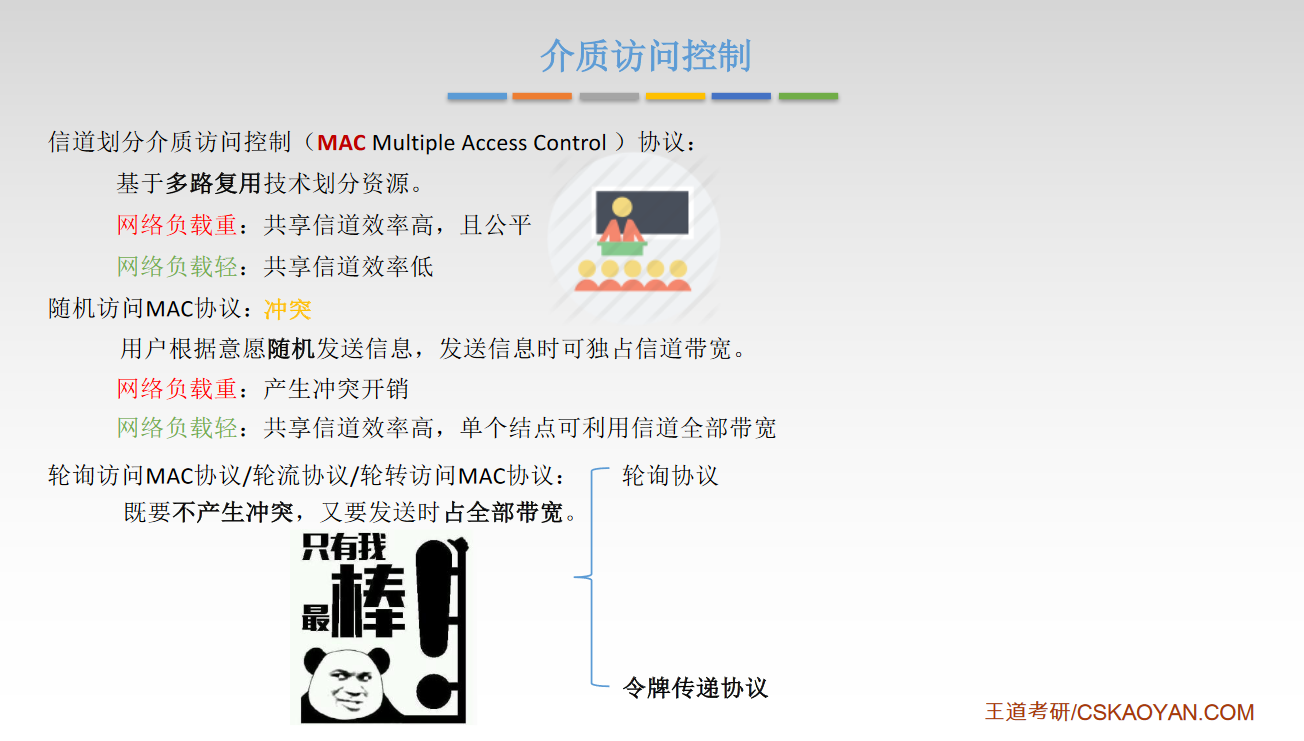 介质访问控制
信道划分介质访问控制（MAC Multiple Access Control ）协议：
基于多路复用技术划分资源。
网络负载重：共享信道效率高，且公平
网络负载轻：共享信道效率低
随机访问MAC协议：冲突
用户根据意愿随机发送信息，发送信息时可独占信道带宽。
网络负载重：产生冲突开销
网络负载轻：共享信道效率高，单个结点可利用信道全部带宽
轮询访问MAC协议/轮流协议/轮转访问MAC协议：
既要不产生冲突，又要发送时占全部带宽。
轮询协议
令牌传递协议
只有我
最棒！
王道考研/CSKAOYAN.COM